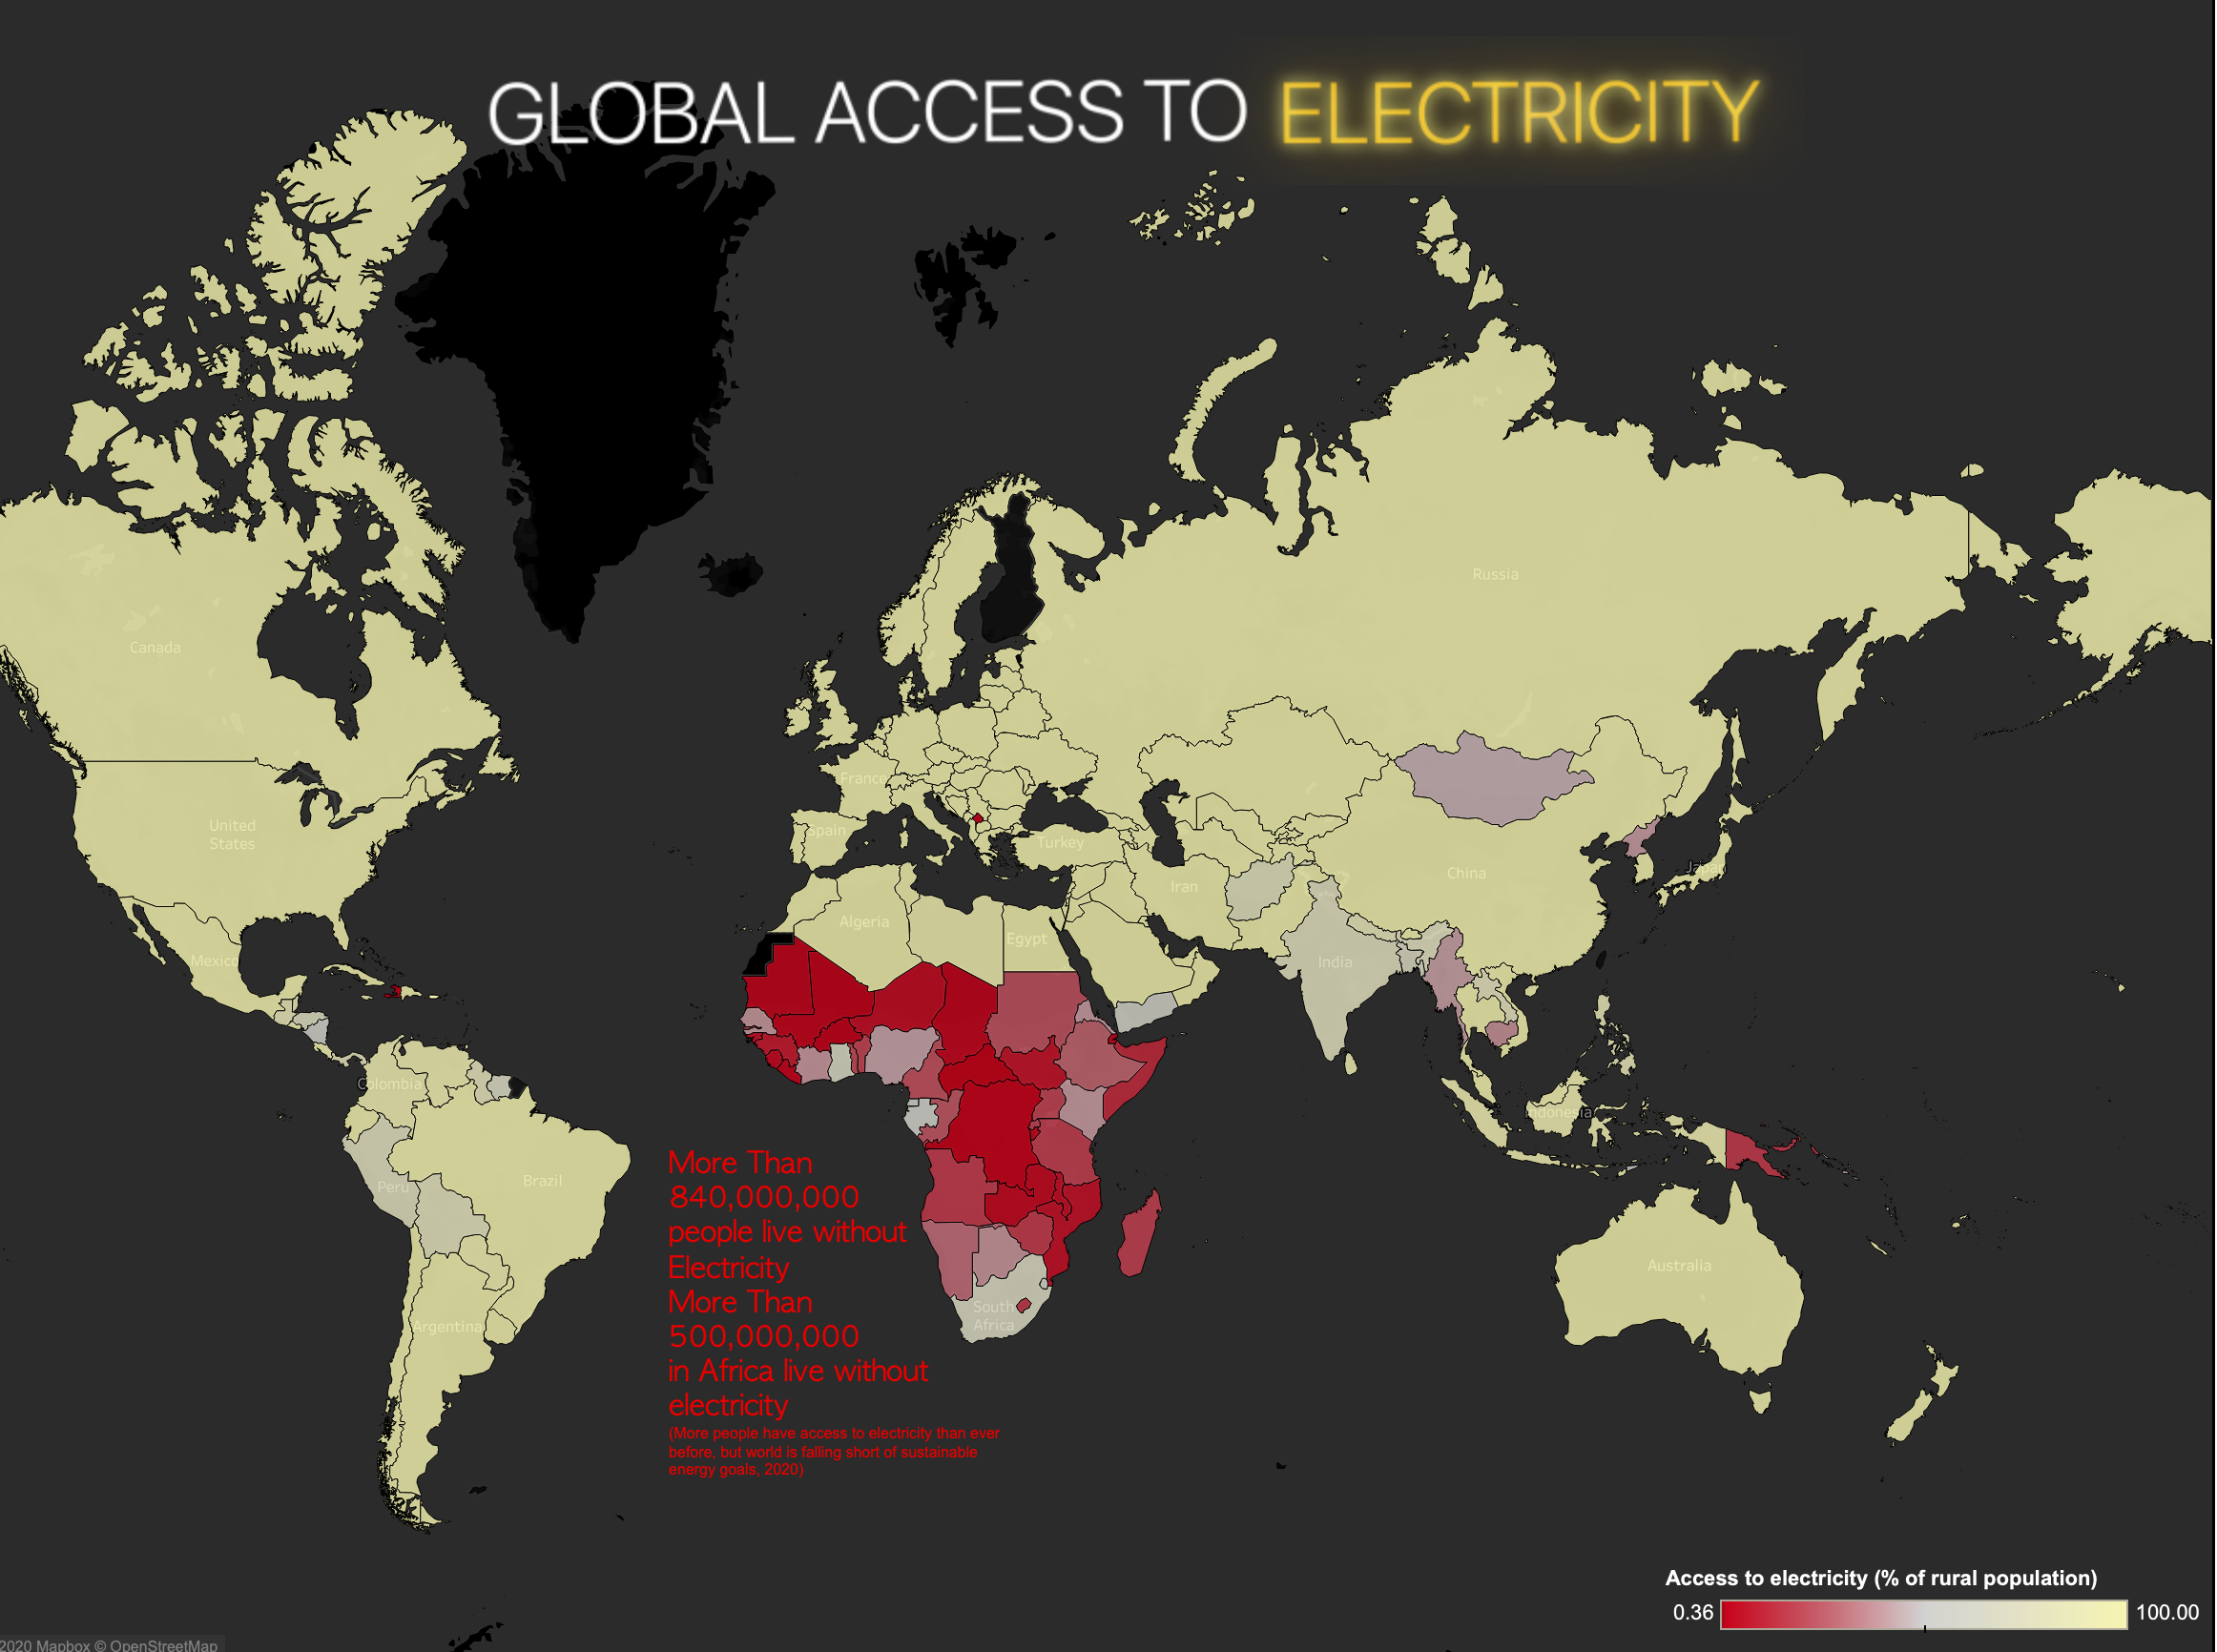 GLOBAL ACCESS TO ELECTRICITY
Russia
Canada
United
States
France
Spain
Turkey
Japan
China
Iran
Algeria
Egypt
Mexico
India
Colombia
Indonesia
Peru
Brazil
Australia
South
Africa
Argentina
More Than
840,000,000
people live without
Electricity
More Than
500,000,000
in Africa live without
electricity
(More people have access to electricity than ever
before, but world is falling short of sustainable
energy goals, 2020)
Access to electricity (% of rural population)
0.36 100.00
2020 Mapbox © OpenStreetMap